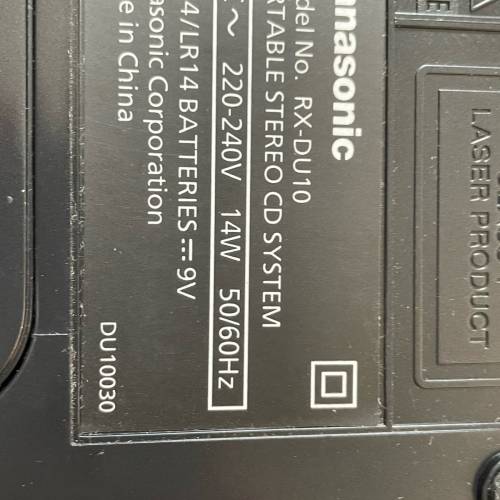 anasonic
del No. RX-DU10
RTABLE STEREO CD SYSTEM
C ~ 220-240V 14W 50/60Hz
4/LR14 BATTERIES ⎓ 9V
asonic Corporation
e in China
DU10030
LASER PRODUCT